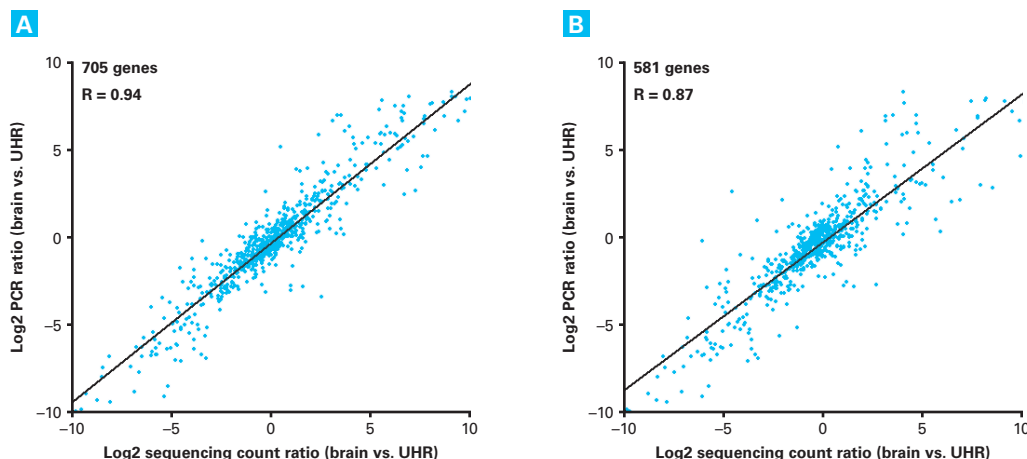 A
705 genes
R = 0.94
10
5
0
−5
−10
Log2 PCR ratio (brain vs. UHR)
−10 −5 0 5 10
Log2 sequencing count ratio (brain vs. UHR)
B
581 genes
R = 0.87
10
5
0
−5
−10
Log2 PCR ratio (brain vs. UHR)
−10 −5 0 5 10
Log2 sequencing count ratio (brain vs. UHR)